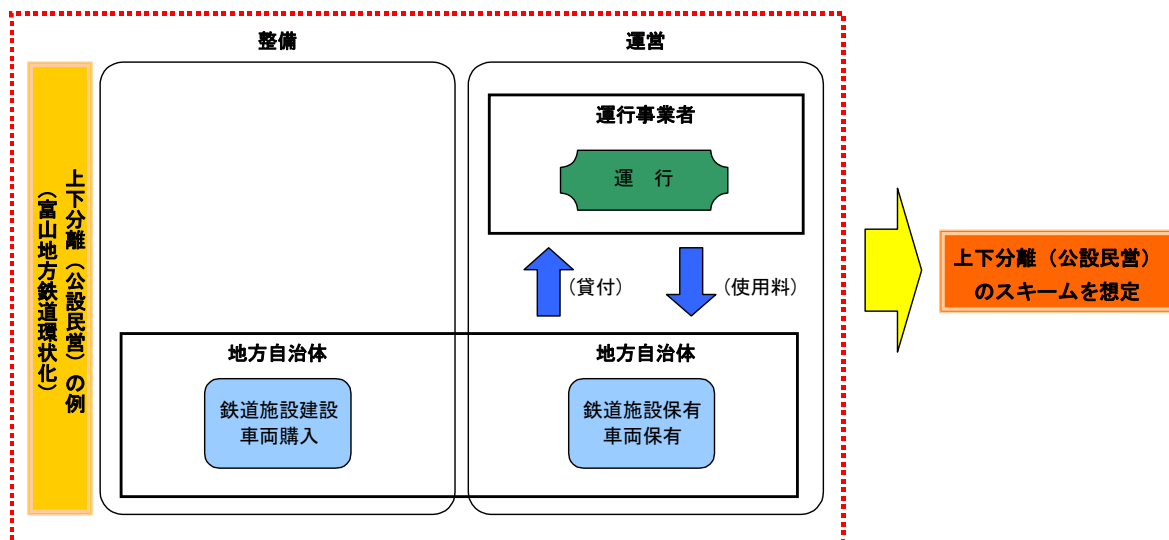 整備
運営
上下分離（公設民営）の例
（富山地方鉄道環状化）
運行事業者
運　行
（貸付）
（使用料）
地方自治体
鉄道施設建設
車両購入
地方自治体
鉄道施設保有
車両保有
上下分離（公設民営）
のスキームを想定